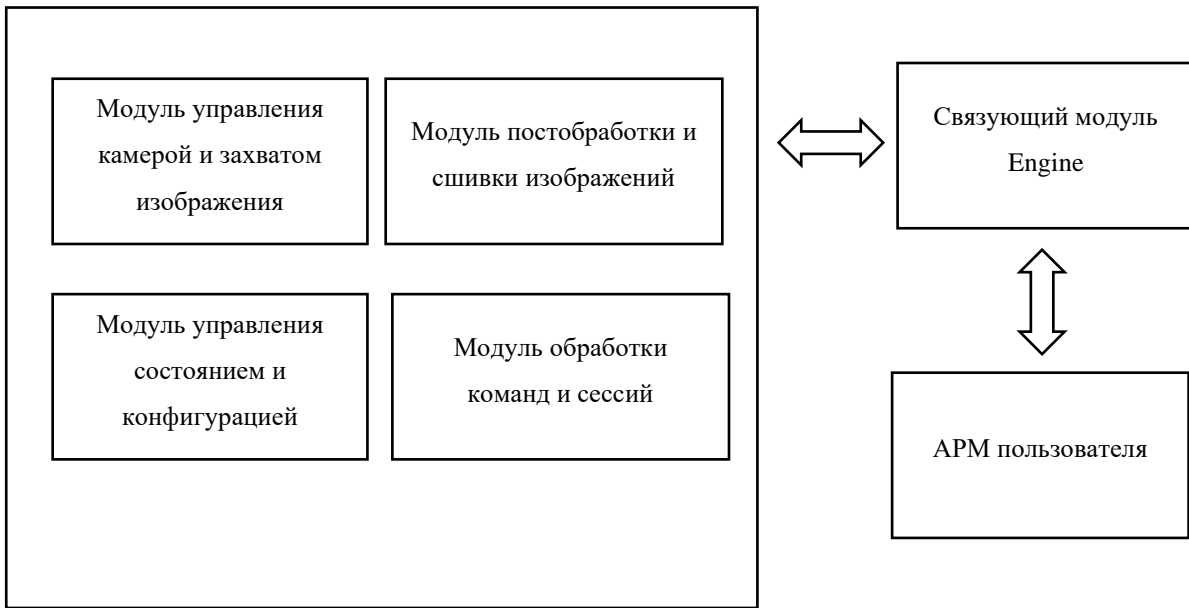 Модуль управления
камерой и захватом
изображения
Модуль постобработки и
сшивки изображений
Связующий модуль
Engine
Модуль управления
состоянием и
конфигурацией
Модуль обработки
команд и сессий
АРМ пользователя